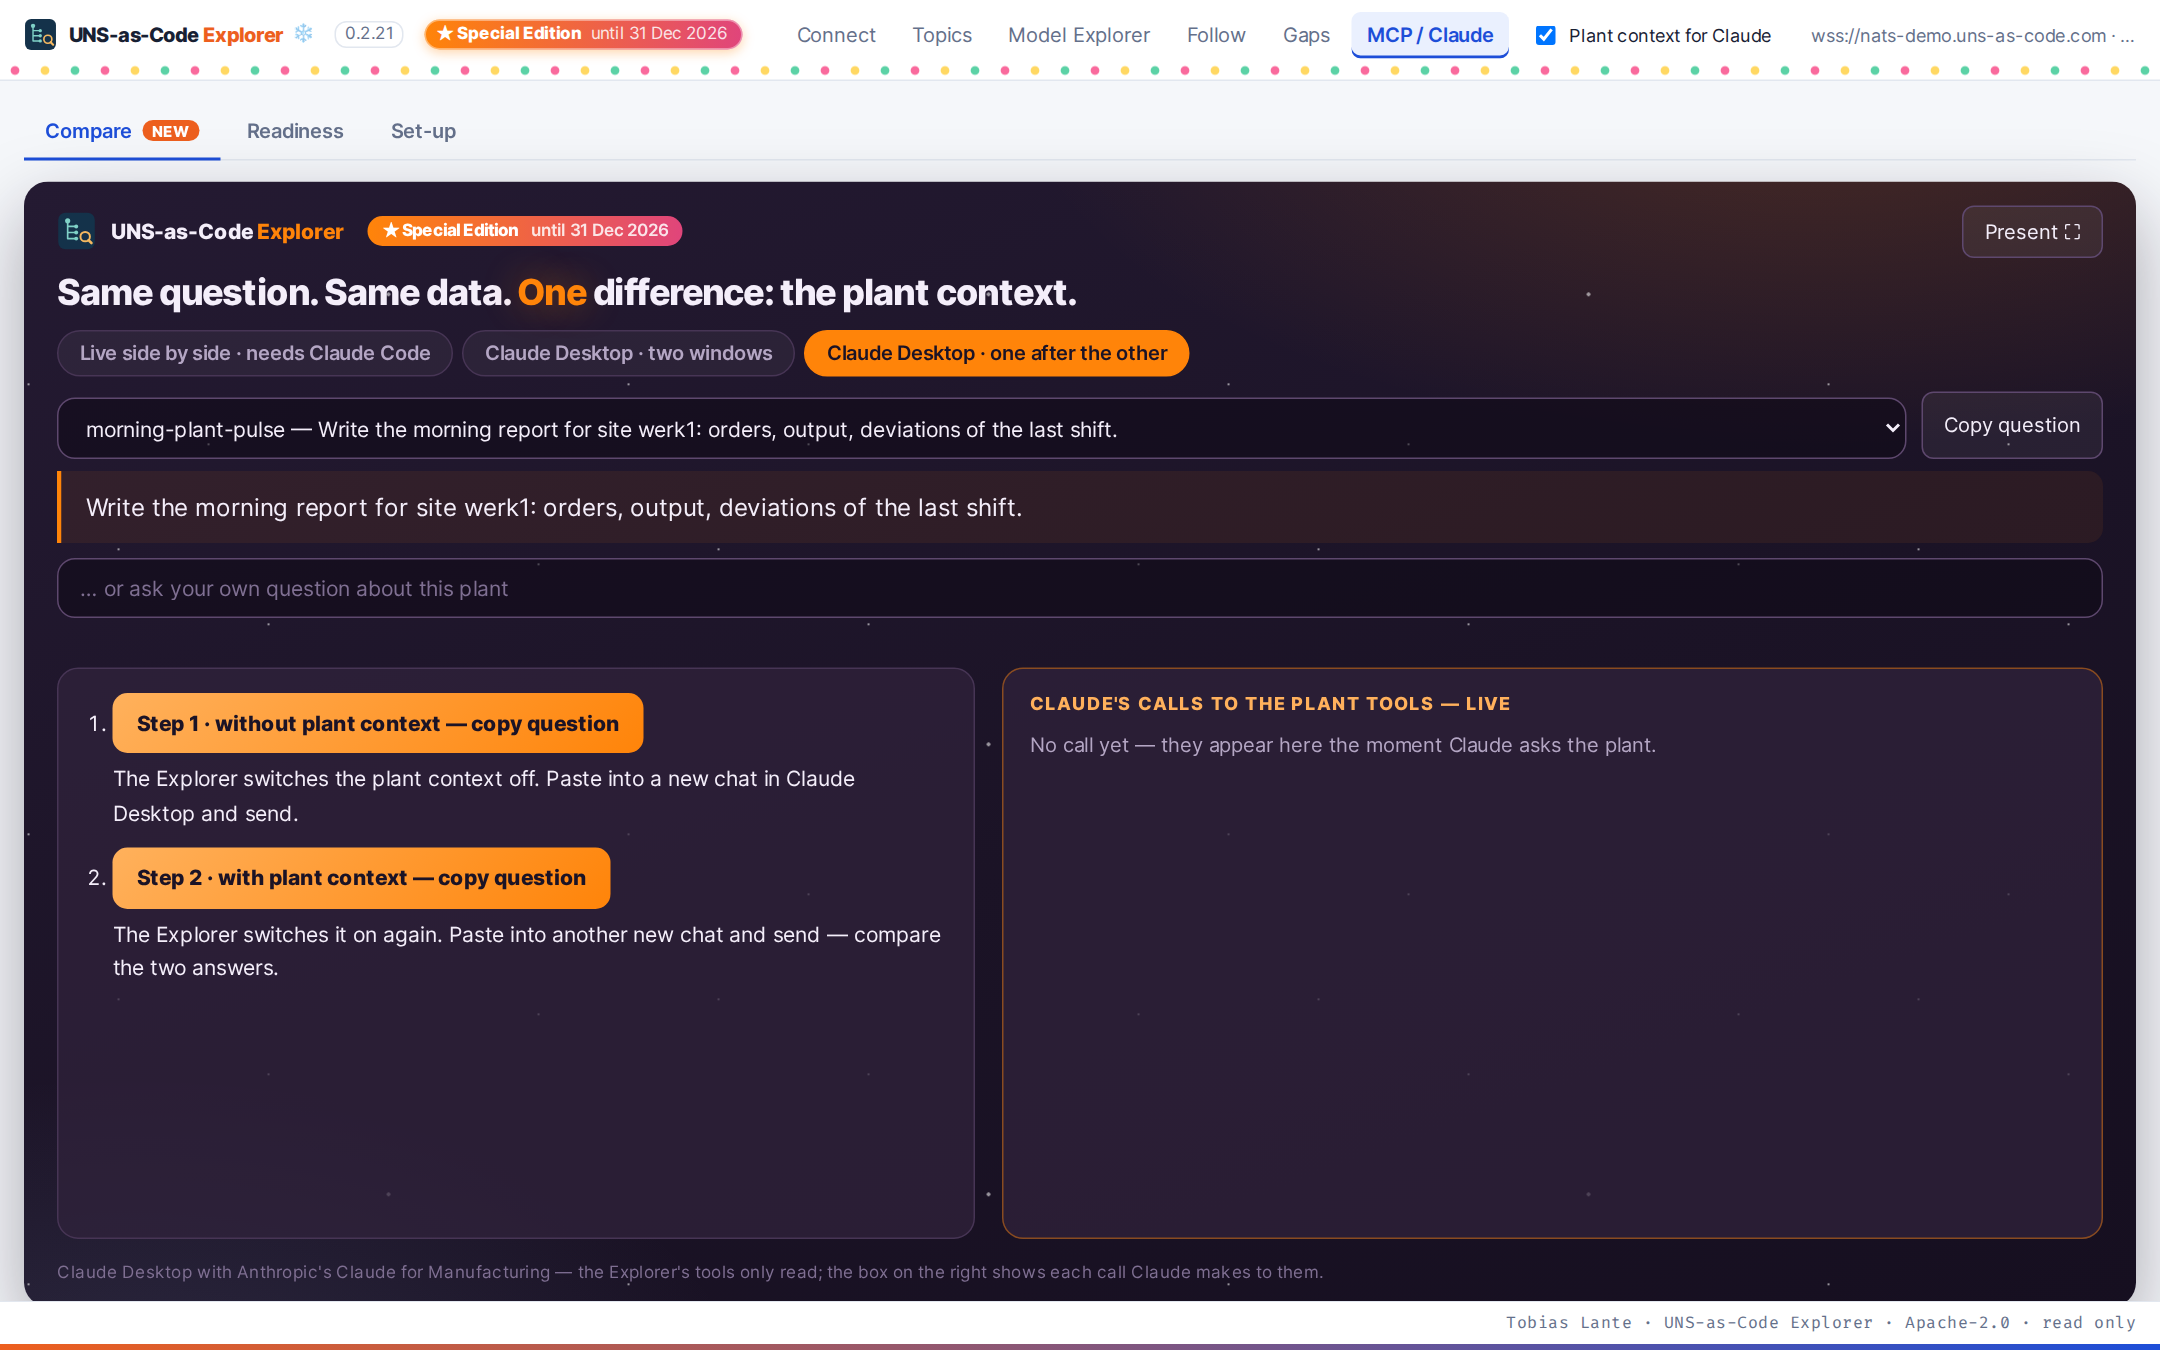 UNS-as-Code Explorer ❄ 0.2.21 ★ Special Edition until 31 Dec 2026 Connect Topics Model Explorer Follow Gaps MCP / Claude Plant context for Claude wss://nats-demo.uns-as-code.com · ...
Compare NEW Readiness Set-up
UNS-as-Code Explorer ★ Special Edition until 31 Dec 2026 Present
Same question. Same data. One difference: the plant context.
Live side by side · needs Claude Code Claude Desktop · two windows Claude Desktop · one after the other
morning-plant-pulse — Write the morning report for site werk1: orders, output, deviations of the last shift. Copy question
Write the morning report for site werk1: orders, output, deviations of the last shift.
... or ask your own question about this plant
1. Step 1 · without plant context — copy question
The Explorer switches the plant context off. Paste into a new chat in Claude
Desktop and send.
2. Step 2 · with plant context — copy question
The Explorer switches it on again. Paste into another new chat and send — compare
the two answers.
CLAUDE'S CALLS TO THE PLANT TOOLS — LIVE
No call yet — they appear here the moment Claude asks the plant.
Claude Desktop with Anthropic's Claude for Manufacturing — the Explorer's tools only read; the box on the right shows each call Claude makes to them.
Tobias Lante · UNS-as-Code Explorer · Apache-2.0 · read only